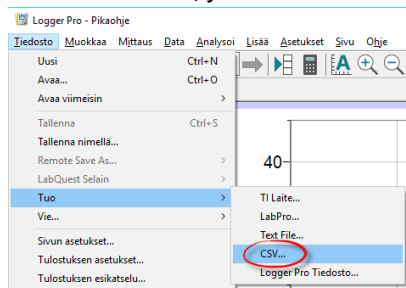 Logger Pro - Pikaohje
Tiedosto Muokkaa Mittaus Data Analysoi Lisää Asetukset Sivu Ohje
Uusi Ctrl+N
Avaa... Ctrl+O
Avaa viimeisin >
Tallenna Ctrl+S
Tallenna nimellä...
Remote Save As... >
LabQuest Selain >
Tuo >
Vie... >
Sivun asetukset...
Tulostuksen asetukset...
Tulostuksen esikatselu...
A
40
TI Laite...
LabPro...
Text File...
CSV...
Logger Pro Tiedosto...